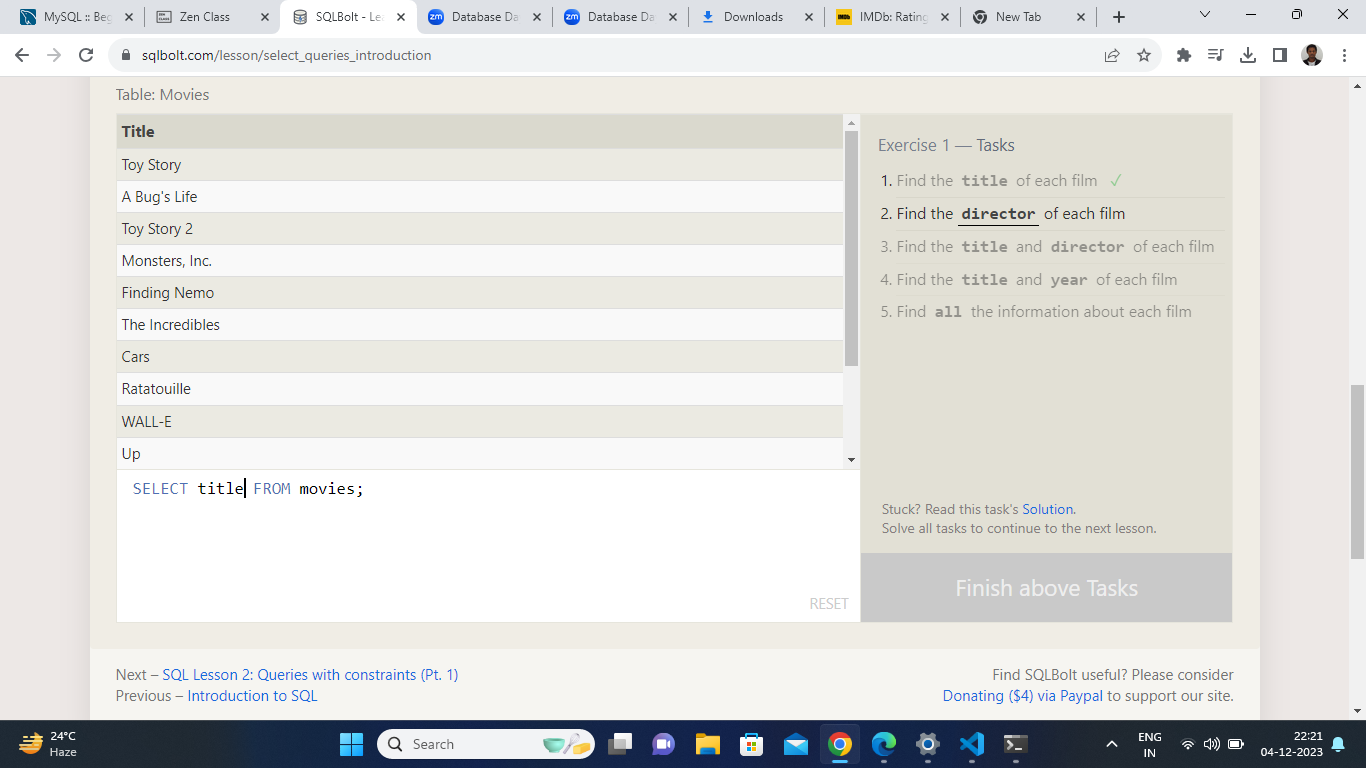 MySQL :: Beg
Zen Class
SQLBolt - Le
Database Da
Database Da
Downloads
IMDb: Rating
New Tab
sqlbolt.com/lesson/select_queries_introduction
Table: Movies
Title
Toy Story
A Bug's Life
Toy Story 2
Monsters, Inc.
Finding Nemo
The Incredibles
Cars
Ratatouille
WALL-E
Up
SELECT title FROM movies;
RESET
Exercise 1 — Tasks
1. Find the title of each film ✓
2. Find the director of each film
3. Find the title and director of each film
4. Find the title and year of each film
5. Find all the information about each film
Stuck? Read this task's Solution.
Solve all tasks to continue to the next lesson.
Finish above Tasks
Next – SQL Lesson 2: Queries with constraints (Pt. 1)
Previous – Introduction to SQL
Find SQLBolt useful? Please consider
Donating ($4) via Paypal to support our site.
24°C
Haze
Search
ENG
IN
22:21
04-12-2023